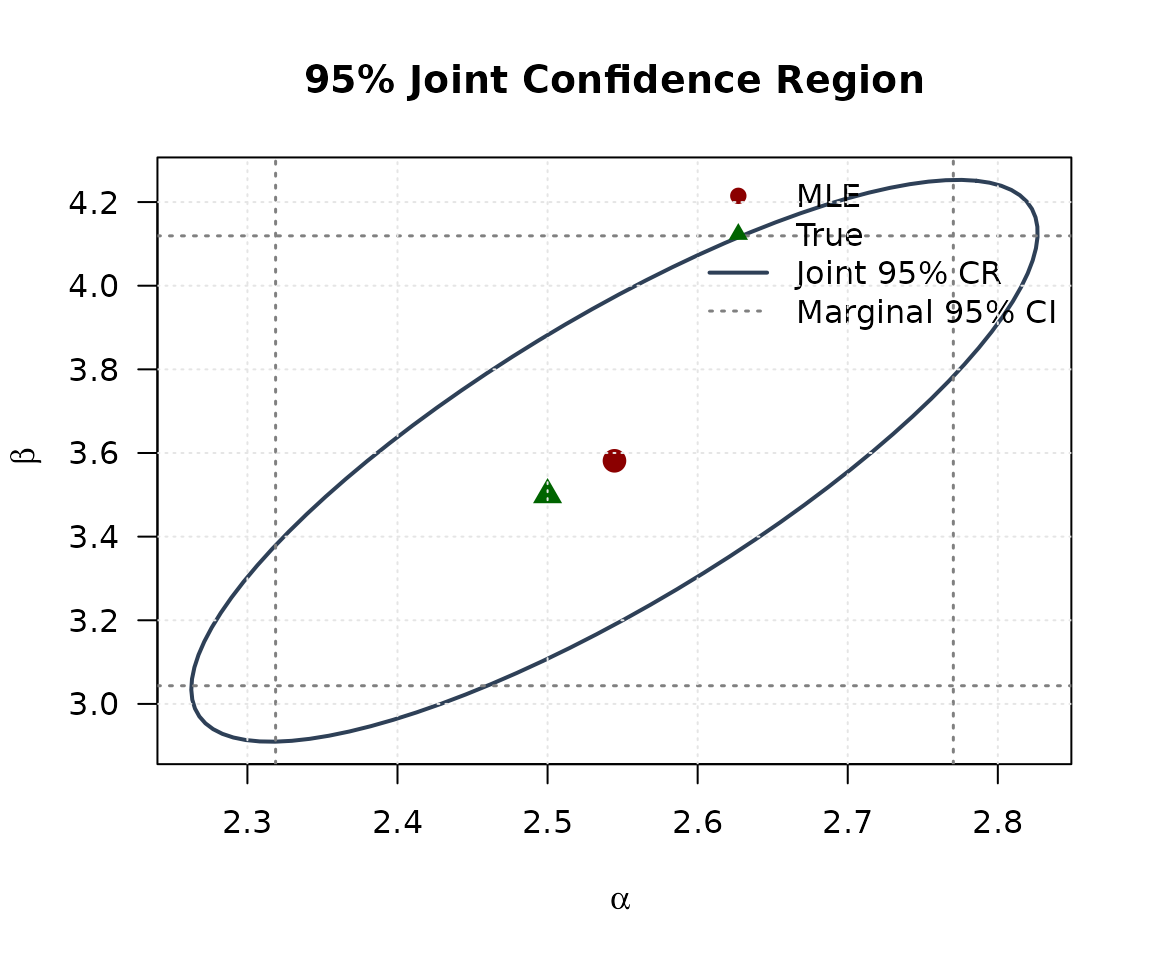 95% Joint Confidence Region
MLE
True
Joint 95% CR
Marginal 95% CI
4.2
4.0
3.8
3.6
3.4
3.2
3.0
β
2.3 2.4 2.5 2.6 2.7 2.8
α